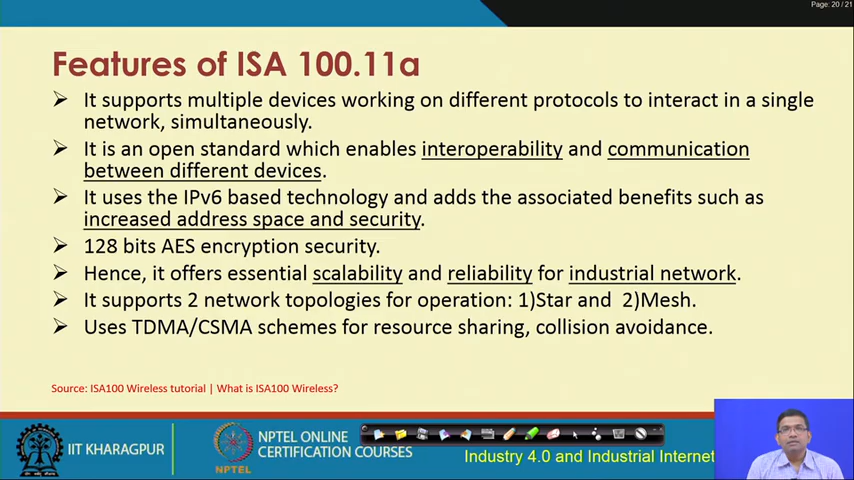 Page: 20 / 21
Features of ISA 100.11a
➢ It supports multiple devices working on different protocols to interact in a single
network, simultaneously.
➢ It is an open standard which enables interoperability and communication
between different devices.
➢ It uses the IPv6 based technology and adds the associated benefits such as
increased address space and security.
➢ 128 bits AES encryption security.
➢ Hence, it offers essential scalability and reliability for industrial network.
➢ It supports 2 network topologies for operation: 1)Star and 2)Mesh.
➢ Uses TDMA/CSMA schemes for resource sharing, collision avoidance.
Source: ISA100 Wireless tutorial | What is ISA100 Wireless?
IIT KHARAGPUR
NPTEL
NPTEL ONLINE
CERTIFICATION COURSES
Industry 4.0 and Industrial Internet